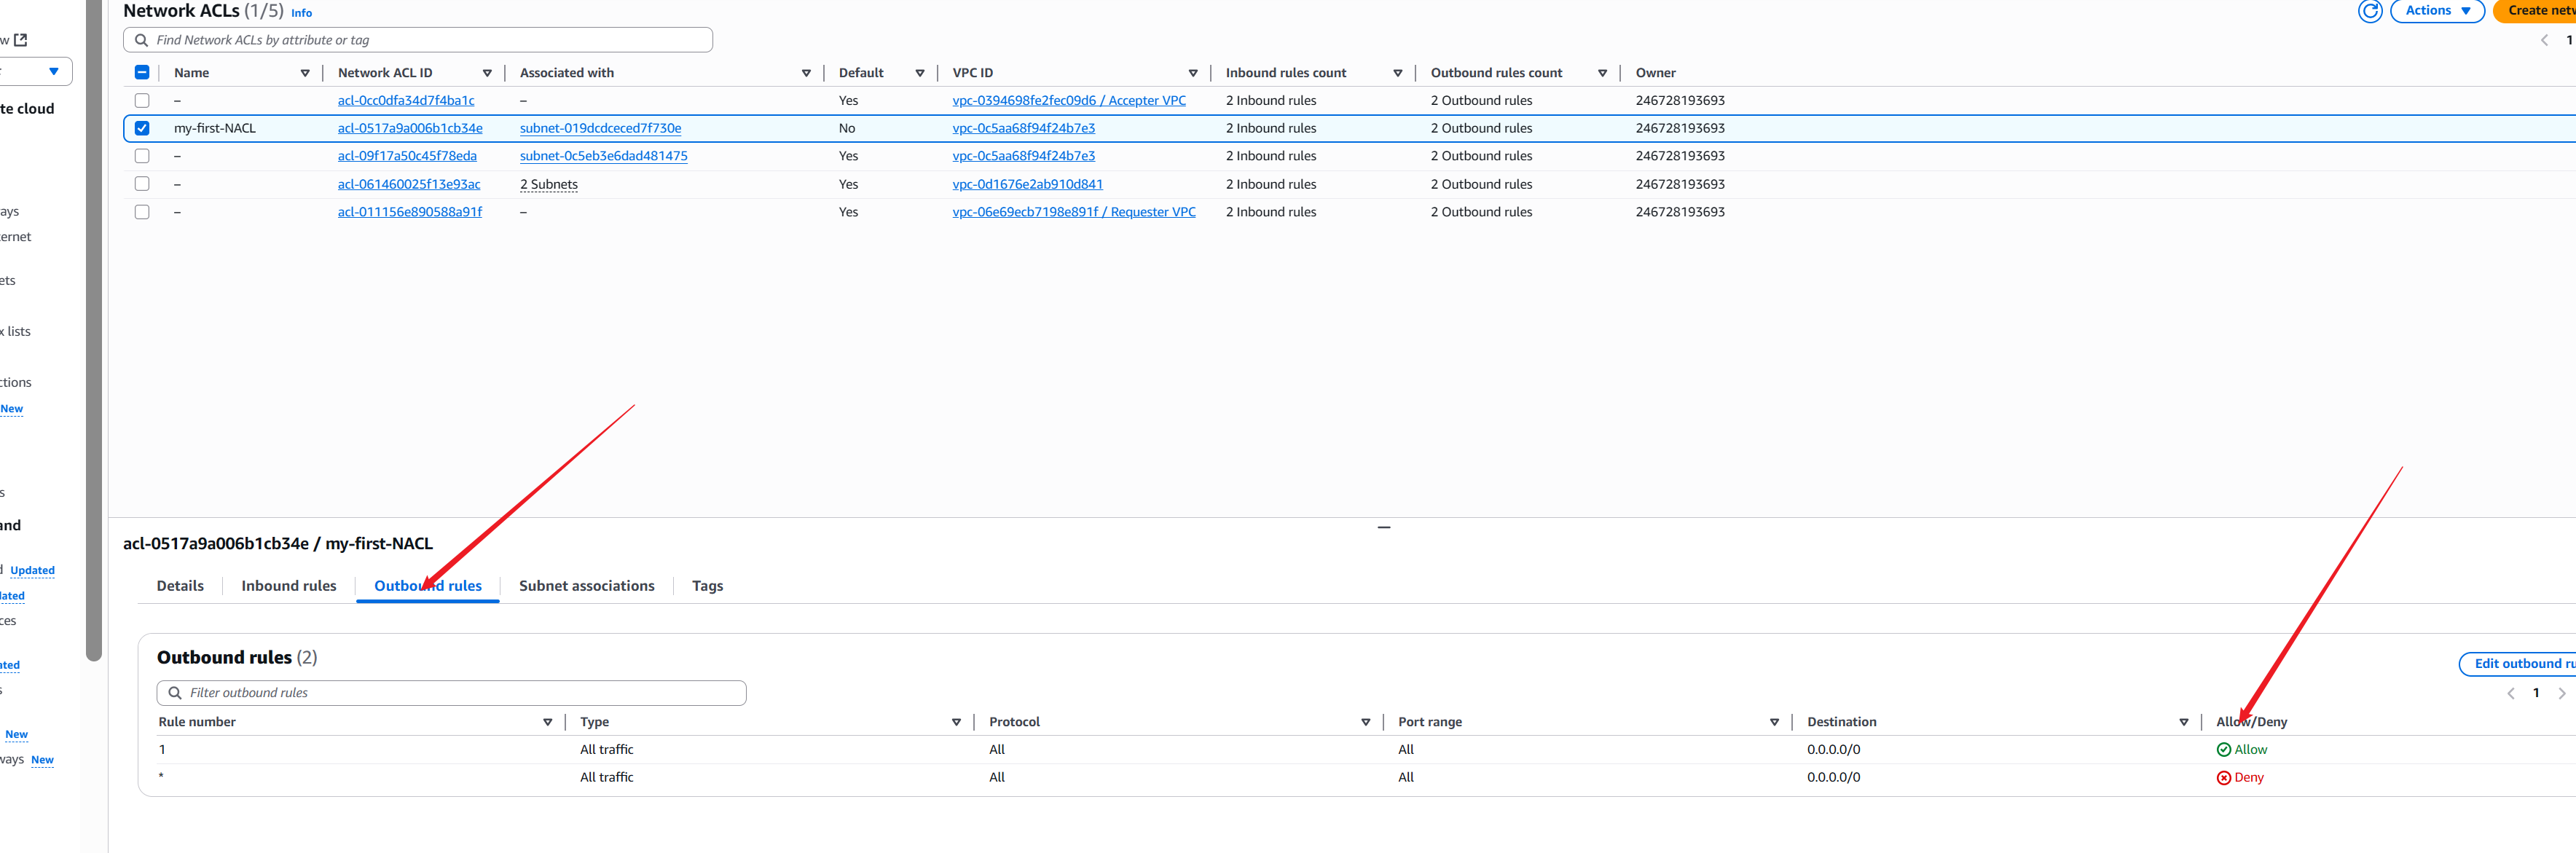 Network ACLs (1/5) Info
Actions
Find Network ACLs by attribute or tag
1
Name Network ACL ID Associated with Default VPC ID Inbound rules count Outbound rules count Owner
– acl-0cc0dfa34d7f4ba1c – Yes vpc-0394698fe2fec09d6 / Accepter VPC 2 Inbound rules 2 Outbound rules 246728193693
te cloud
my-first-NACL acl-0517a9a006b1cb34e subnet-019dcdceced7f730e No vpc-0c5aa68f94f24b7e3 2 Inbound rules 2 Outbound rules 246728193693
– acl-09f17a50c45f78eda subnet-0c5eb3e6dad481475 Yes vpc-0c5aa68f94f24b7e3 2 Inbound rules 2 Outbound rules 246728193693
– acl-061460025f13e93ac 2 Subnets Yes vpc-0d1676e2ab910d841 2 Inbound rules 2 Outbound rules 246728193693
– acl-011156e890588a91f – Yes vpc-06e69ecb7198e891f / Requester VPC 2 Inbound rules 2 Outbound rules 246728193693
ays
ernet
ets
x lists
ctions
New
s
and
acl-0517a9a006b1cb34e / my-first-NACL
d Updated
Details Inbound rules Outbound rules Subnet associations Tags
lated
ces
Outbound rules (2)
Edit outbound ru
ated
s
Filter outbound rules
1
Rule number Type Protocol Port range Destination Allow/Deny
New
1 All traffic All All 0.0.0.0/0 Allow
ways New
* All traffic All All 0.0.0.0/0 Deny